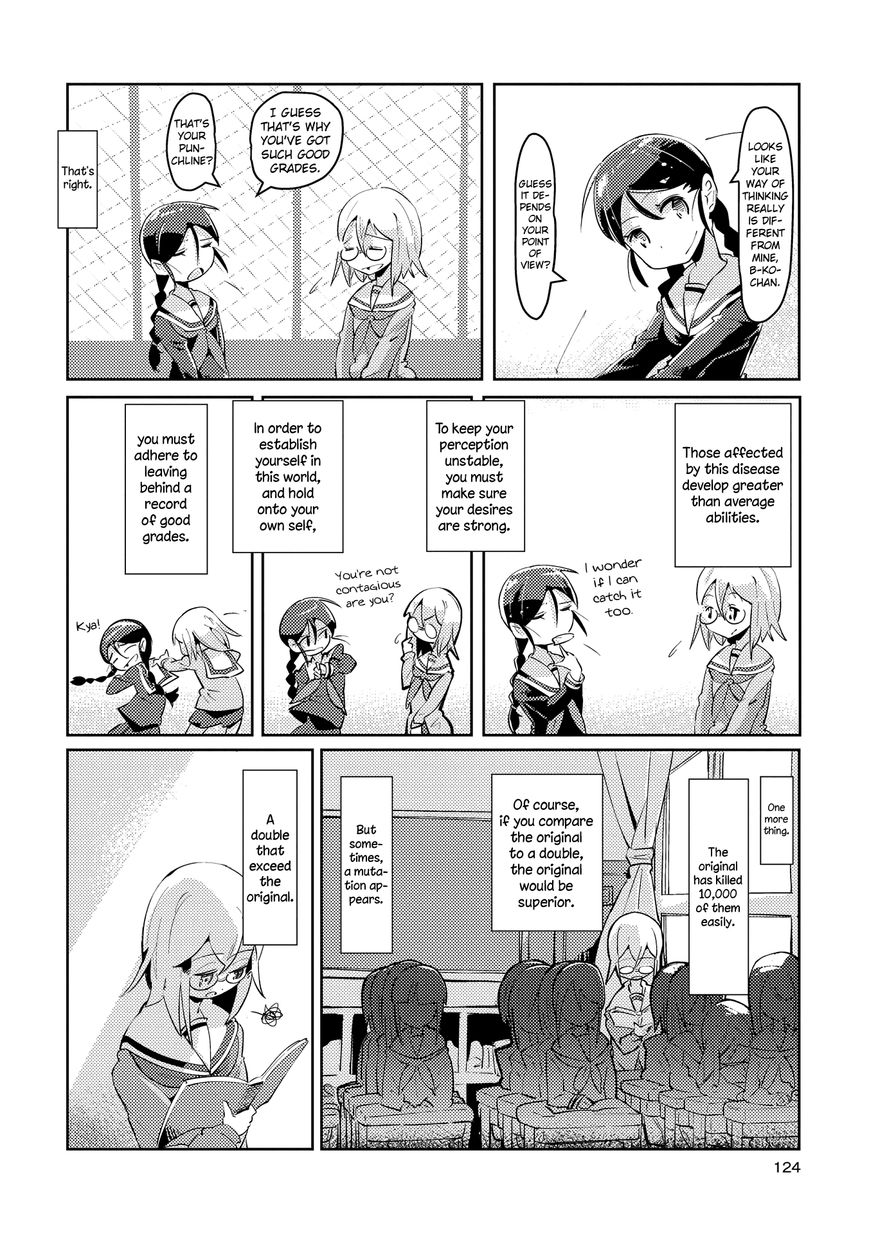 LOOKS
LIKE
YOUR
WAY OF
THINKING
REALLY
IS DIF-
FERENT
FROM
MINE,
B-KO-
CHAN.
GUESS
IT DE-
PENDS
ON
YOUR
POINT
OF
VIEW?
I GUESS
THAT'S WHY
YOU'VE GOT
SUCH GOOD
GRADES.
THAT'S
YOUR
PUN-
CHLINE?
That's
right.
Those affected
by this disease
develop greater
than average
abilities.
I wonder
if I can
catch it
too.
To keep your
perception
unstable,
you must
make sure
your desires
are strong.
You're not
contagious
are you?
In order to
establish
yourself in
this world,
and hold
onto your
own self,
you must
adhere to
leaving
behind a
record
of good
grades.
Kya!
One
more
thing.
The
original
has killed
10,000
of them
easily.
Of course,
if you compare
the original
to a double,
the original
would be
superior.
But
some-
times,
a muta-
tion ap-
pears.
A
double
that
exceed
the
original.
124